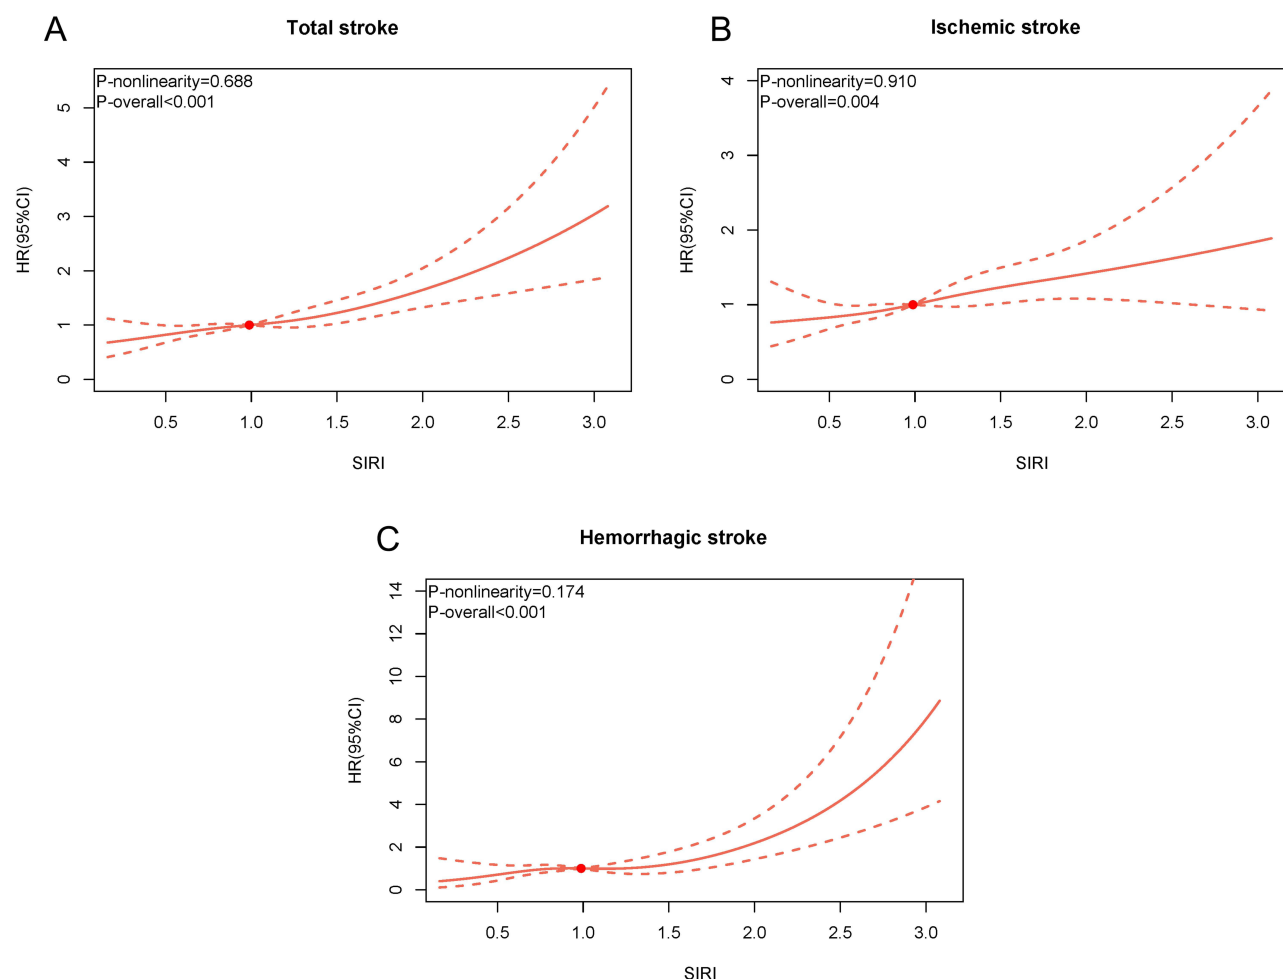 A
Total stroke
P-nonlinearity=0.688
P-overall<0.001
HR(95%CI)
5
4
3
2
1
0
0.5 1.0 1.5 2.0 2.5 3.0
SIRI
B
Ischemic stroke
P-nonlinearity=0.910
P-overall=0.004
HR(95%CI)
4
3
2
1
0
0.5 1.0 1.5 2.0 2.5 3.0
SIRI
C
Hemorrhagic stroke
P-nonlinearity=0.174
P-overall<0.001
HR(95%CI)
14
12
10
8
6
4
2
0
0.5 1.0 1.5 2.0 2.5 3.0
SIRI